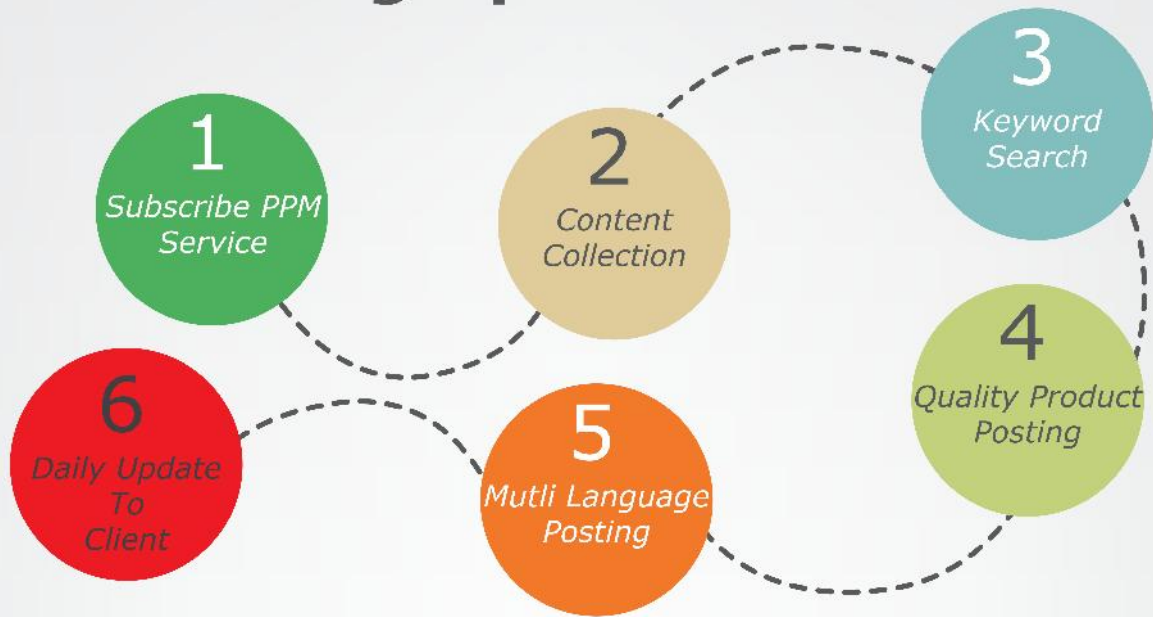 1
Subscribe PPM
Service
2
Content
Collection
3
Keyword
Search
4
Quality Product
Posting
5
Mutli Language
Posting
6
Daily Update
To
Client